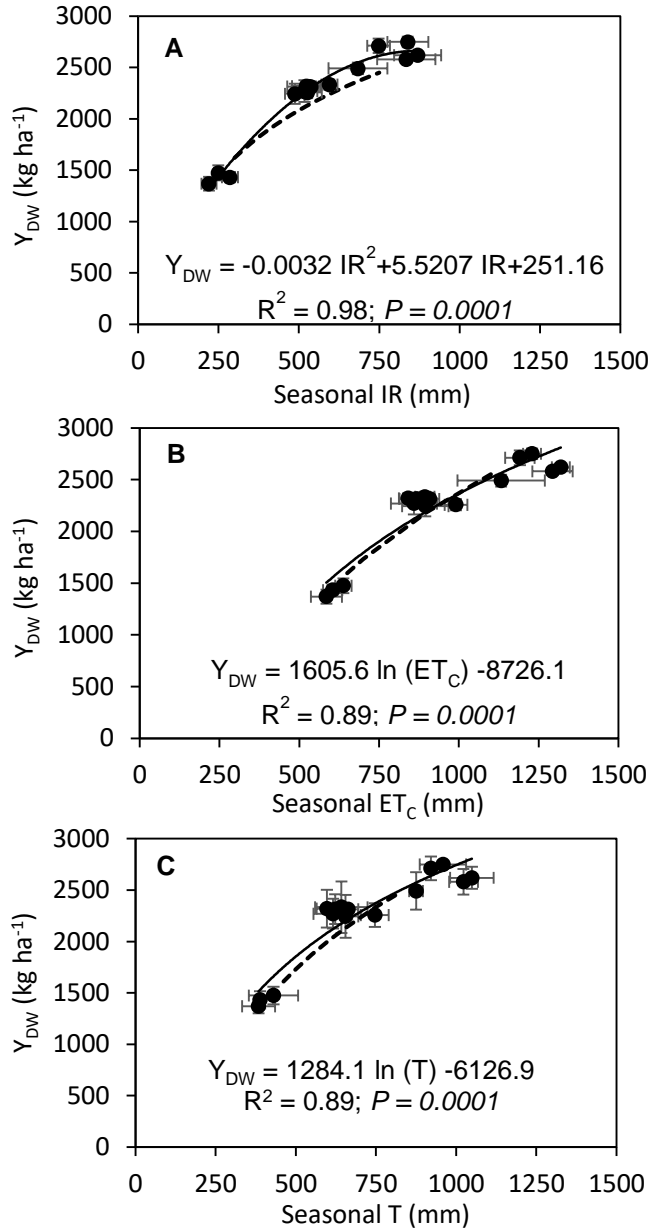 3000
A
2500
2000
1500
1000
500
0
Y_DW (kg ha⁻¹)
Y_DW = -0.0032 IR²+5.5207 IR+251.16
R² = 0.98; P = 0.0001
0 250 500 750 1000 1250 1500
Seasonal IR (mm)
3000
B
2500
2000
1500
1000
500
0
Y_DW (kg ha⁻¹)
Y_DW = 1605.6 ln (ET_C) -8726.1
R² = 0.89; P = 0.0001
0 250 500 750 1000 1250 1500
Seasonal ET_C (mm)
3000
C
2500
2000
1500
1000
500
0
Y_DW (kg ha⁻¹)
Y_DW = 1284.1 ln (T) -6126.9
R² = 0.89; P = 0.0001
0 250 500 750 1000 1250 1500
Seasonal T (mm)